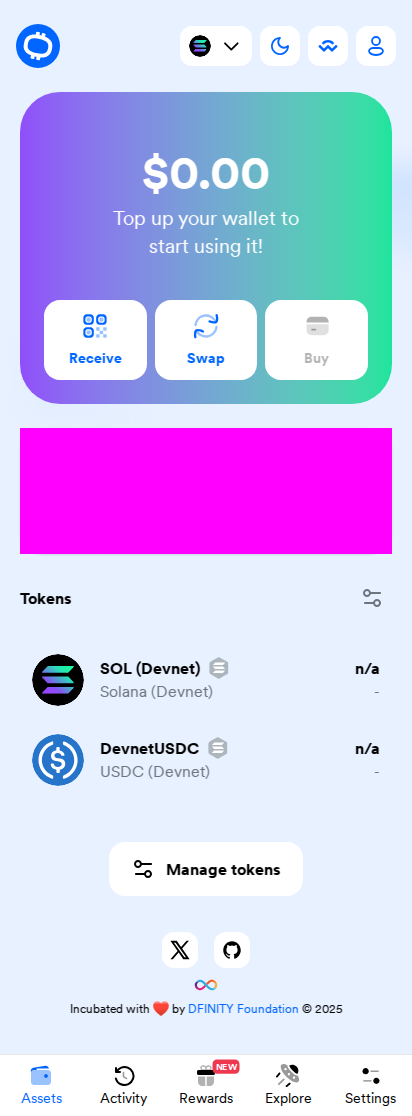 $0.00
Top up your wallet to
start using it!
Receive
Swap
Buy
Tokens
SOL (Devnet)
n/a
Solana (Devnet)
-
DevnetUSDC
n/a
USDC (Devnet)
-
Manage tokens
Incubated with ❤️ by DFINITY Foundation © 2025
NEW
Assets
Activity
Rewards
Explore
Settings